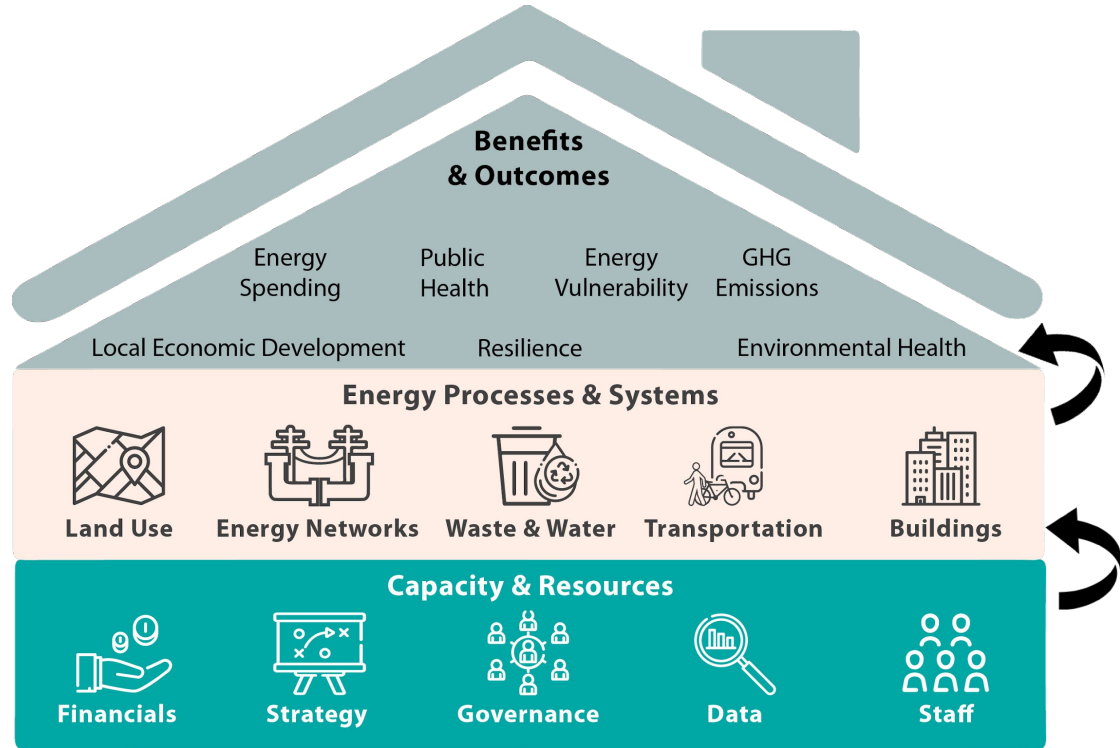 Benefits
& Outcomes
Energy
Spending
Public
Health
Energy
Vulnerability
GHG
Emissions
Local Economic Development
Resilience
Environmental Health
Energy Processes & Systems
Land Use
Energy Networks
Waste & Water
Transportation
Buildings
Capacity & Resources
Financials
Strategy
Governance
Data
Staff